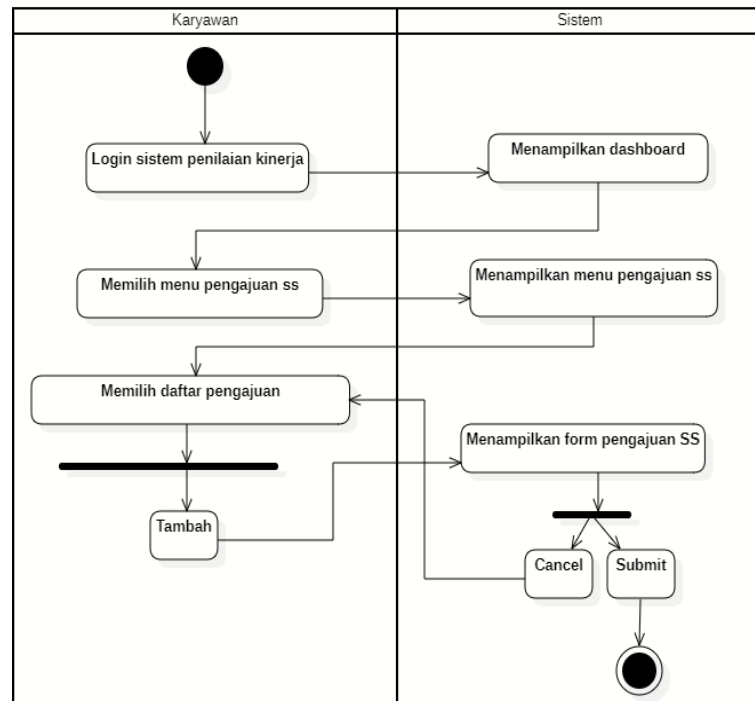 Karyawan
Sistem
Login sistem penilaian kinerja
Menampilkan dashboard
Memilih menu pengajuan ss
Menampilkan menu pengajuan ss
Memilih daftar pengajuan
Menampilkan form pengajuan SS
Tambah
Cancel
Submit